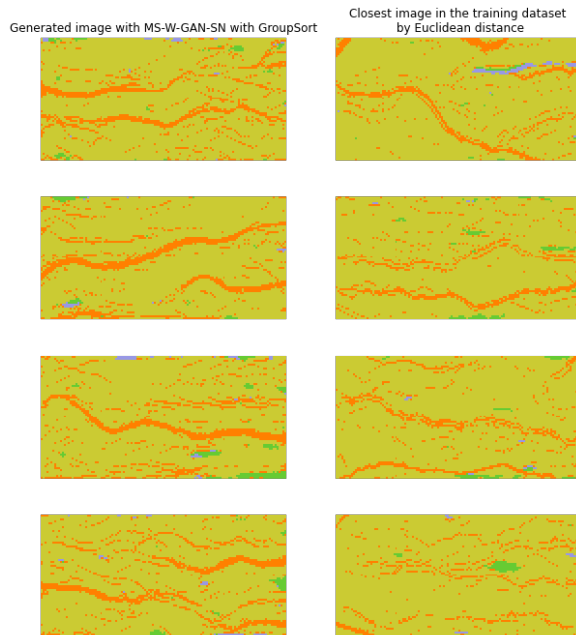 Generated image with MS-W-GAN-SN with GroupSort
Closest image in the training dataset
by Euclidean distance